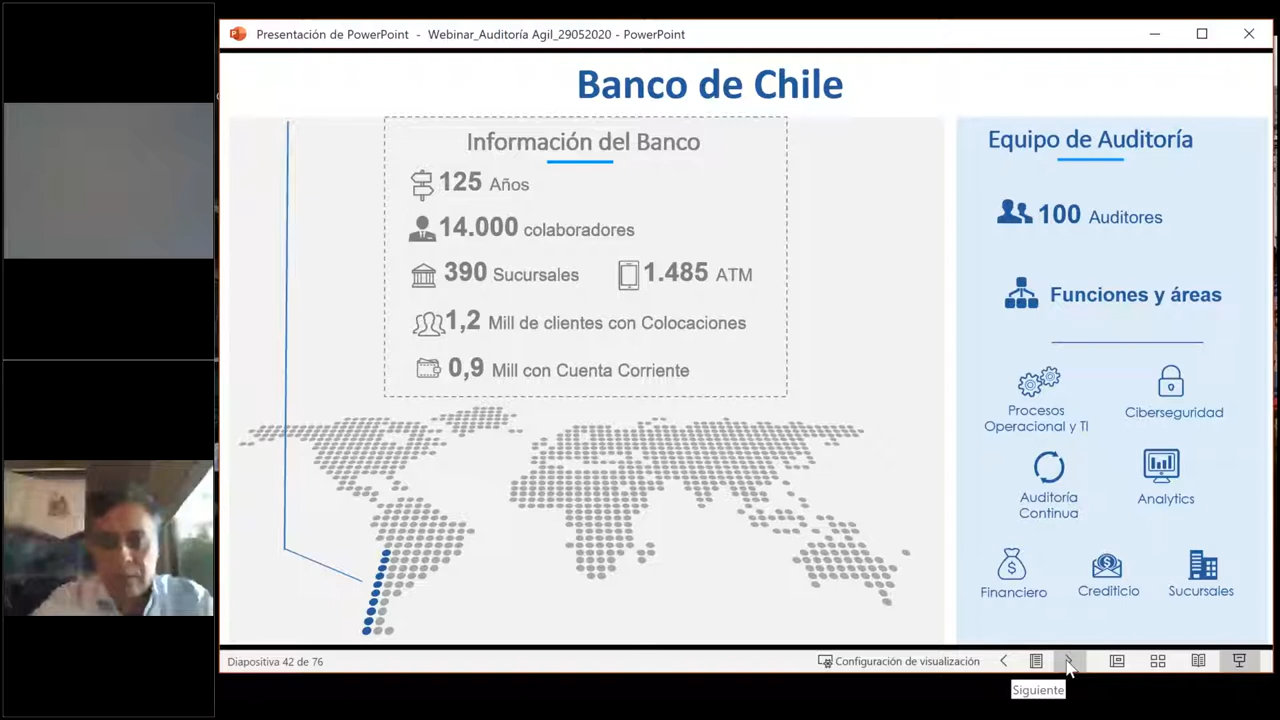 Presentación de PowerPoint - Webinar_Auditoría Agil_29052020 - PowerPoint
Banco de Chile
Información del Banco
125 Años
14.000 colaboradores
390 Sucursales 1.485 ATM
1,2 Mill de clientes con Colocaciones
0,9 Mill con Cuenta Corriente
Equipo de Auditoría
100 Auditores
Funciones y áreas
Procesos
Operacional y TI
Ciberseguridad
Auditoría
Continua
Analytics
Financiero
Crediticio
Sucursales
Diapositiva 42 de 76
Configuración de visualización
Siguiente